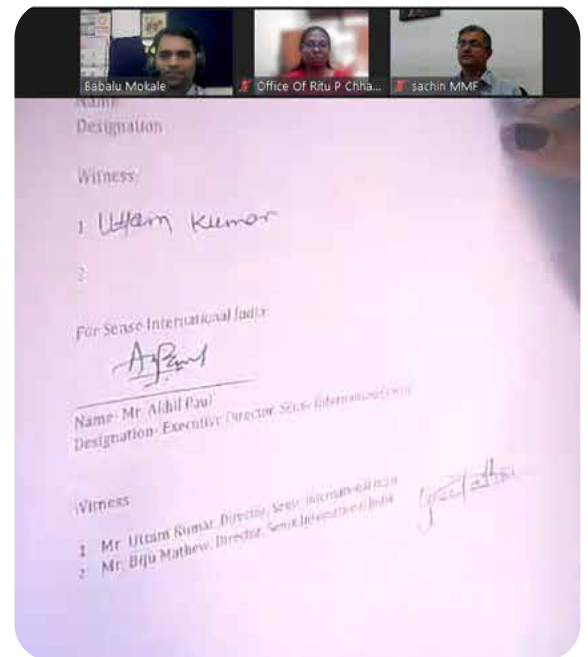 Babalu Mokale
Office Of Ritu P Chha...
sachin MMF
Name
Designation
Witness
1 Uttam Kumar
2
For Sense International India
APaul
Name- Mr. Akhil Paul
Designation- Executive Director, Sense International India
Witness
1 Mr. Uttam Kumar, Director, Sense International India
2 Mr. Biju Mathew, Director, Sense International India